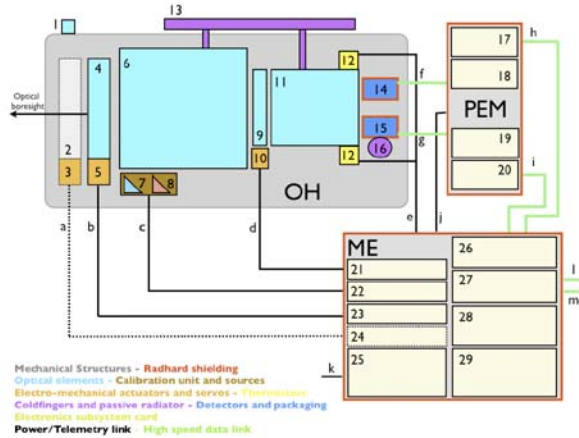 13
1
12
h
17
4
6
11
f
14
18
Optical
boresight
PEM
15
9
g
19
2
16
3
5
10
12
i
7
8
20
OH
a
b
c
d
e
j
ME
26
21
l
27
22
m
23
28
24
25
29
k
Mechanical Structures - Radhard shielding
Optical elements - Calibration unit and sources
Electro-mechanical actuators and servos - Thermistors
Coldfingers and passive radiator - Detectors and packaging
Electronics subsystem card
Power/Telemetry link - High speed data link